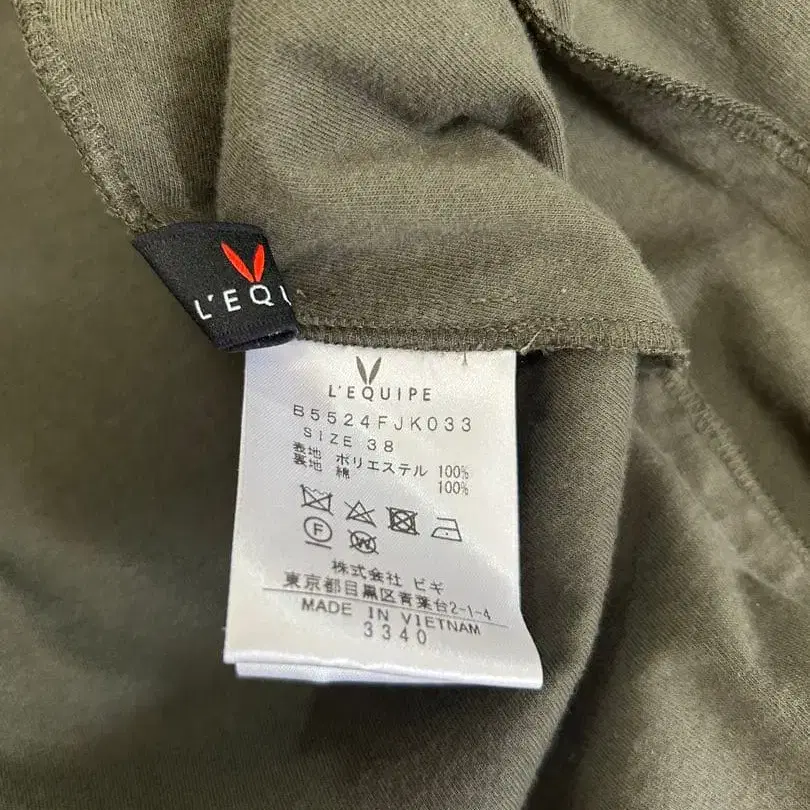 L'EQU
L'EQUIPE
B5524FJK033
SIZE 38
表地 ポリエステル 100%
裏地 綿 100%
F
W
株式会社 ビギ
東京都目黒区青葉台2-1-4
MADE IN VIETNAM
3340